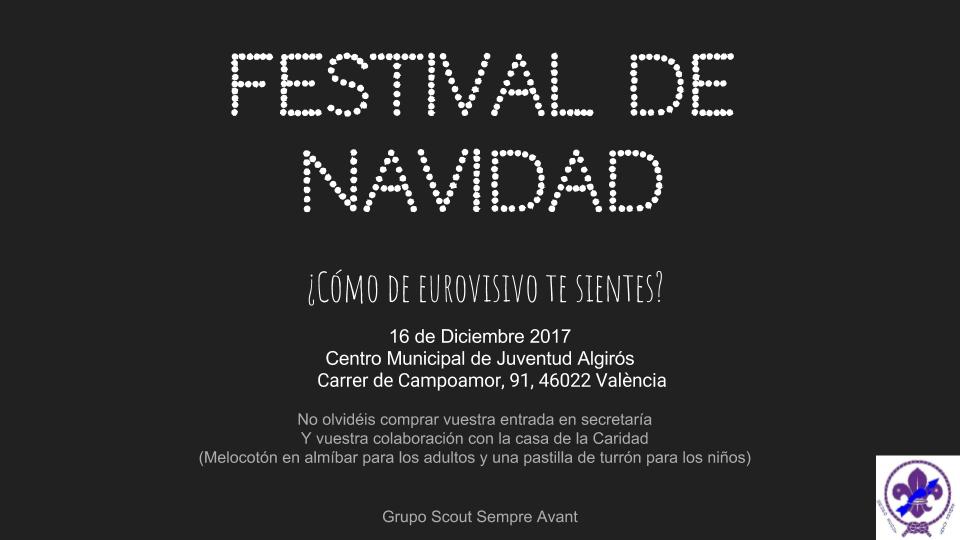 FESTIVAL DE
NAVIDAD
¿Cómo de eurovisivo te sientes?
16 de Diciembre 2017
Centro Municipal de Juventud Algirós
Carrer de Campoamor, 91, 46022 València
No olvidéis comprar vuestra entrada en secretaría
Y vuestra colaboración con la casa de la Caridad
(Melocotón en almíbar para los adultos y una pastilla de turrón para los niños)
Grupo Scout Sempre Avant